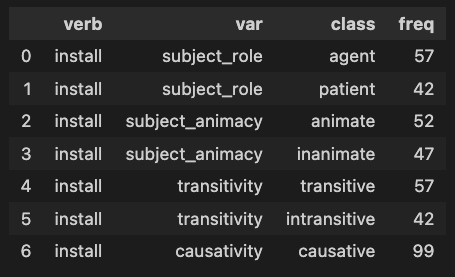 verb var class freq
0 install subject_role agent 57
1 install subject_role patient 42
2 install subject_animacy animate 52
3 install subject_animacy inanimate 47
4 install transitivity transitive 57
5 install transitivity intransitive 42
6 install causativity causative 99